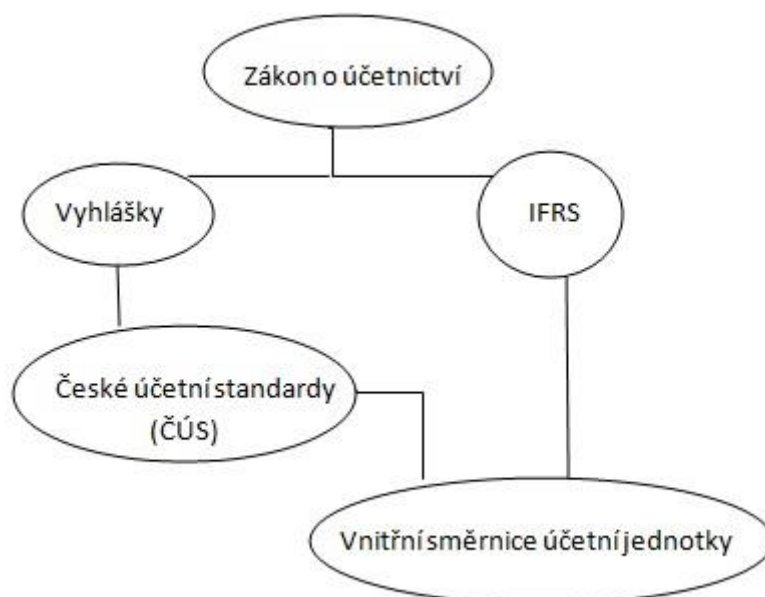 Zákon o účetnictví
Vyhlášky
IFRS
České účetní standardy
(ČÚS)
Vnitřní směrnice účetní jednotky